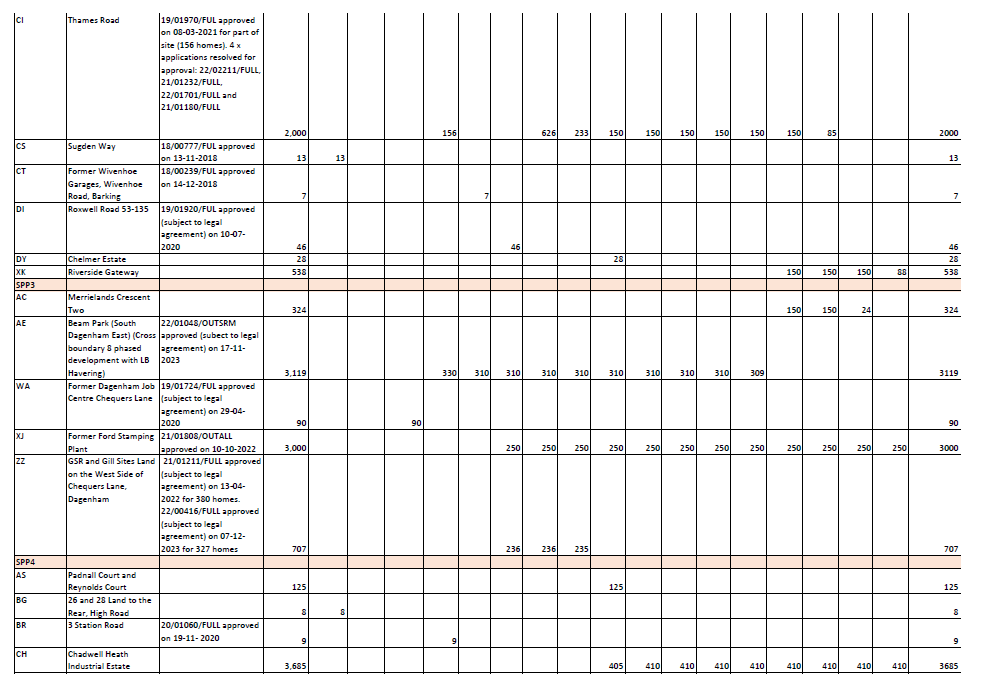 CI Thames Road 19/01970/FUL approved
on 08-03-2021 for part of
site (156 homes). 4 x
applications resolved for
approval: 22/02211/FULL,
21/01232/FULL,
22/01701/FULL and
21/01180/FULL
2,000 156 626 233 150 150 150 150 150 150 85 2000
CS Sugden Way 18/00777/FUL approved
on 13-11-2018 13 13 13
CT Former Wivenhoe 18/00239/FUL approved
Garages, Wivenhoe on 14-12-2018
Road, Barking 7 7 7
DI Roxwell Road 53-135 19/01920/FUL approved
(subject to legal
agreement) on 10-07-
2020 46 46 46
DY Chelmer Estate 28 28 28
XK Riverside Gateway 538 150 150 150 88 538
SPP3
AC Merrielands Crescent
Two 324 150 150 24 324
AE Beam Park (South 22/01048/OUTSRM
Dagenham East) (Cross approved (subect to legal
boundary & phased agreement) on 17-11-
development with LB 2023
Havering) 3,119 330 310 310 310 310 310 310 310 310 309 3119
WA Former Dagenham Job 19/01724/FUL approved
Centre Chequers Lane (subject to legal
agreement) on 29-04-
2020 90 90 90
XJ Former Ford Stamping 21/01808/OUTALL
Plant approved on 10-10-2022 3,000 250 250 250 250 250 250 250 250 250 250 250 250 3000
ZZ GSR and Gill Sites Land 21/01211/FULL approved
on the West Side of (subject to legal
Chequers Lane, agreement) on 13-04-
Dagenham 2022 for 380 homes.
22/00416/FULL approved
(subject to legal
agreement) on 07-12-
2023 for 327 homes 707 236 236 235 707
SPP4
AS Padnall Court and
Reynolds Court 125 125 125
BG 26 and 28 Land to the
Rear, High Road 8 8 8
BR 3 Station Road 20/01060/FULL approved
on 19-11- 2020 9 9 9
CH Chadwell Heath
Industrial Estate 3,685 405 410 410 410 410 410 410 410 410 3685